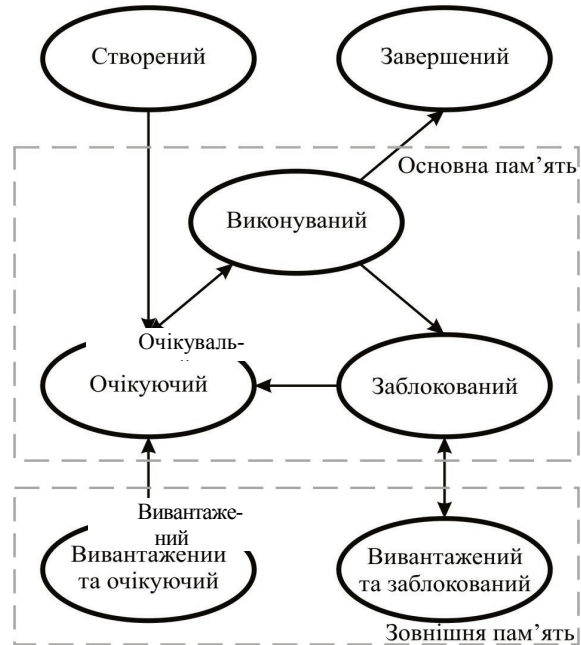 Створений
Завершений
Основна пам’ять
Виконуваний
Очікуваль-
Очікуючий
Заблокований
Вивантаже-
ний
Вивантажений
та очікуючий
Вивантажений
та заблокований
Зовнішня пам’ять